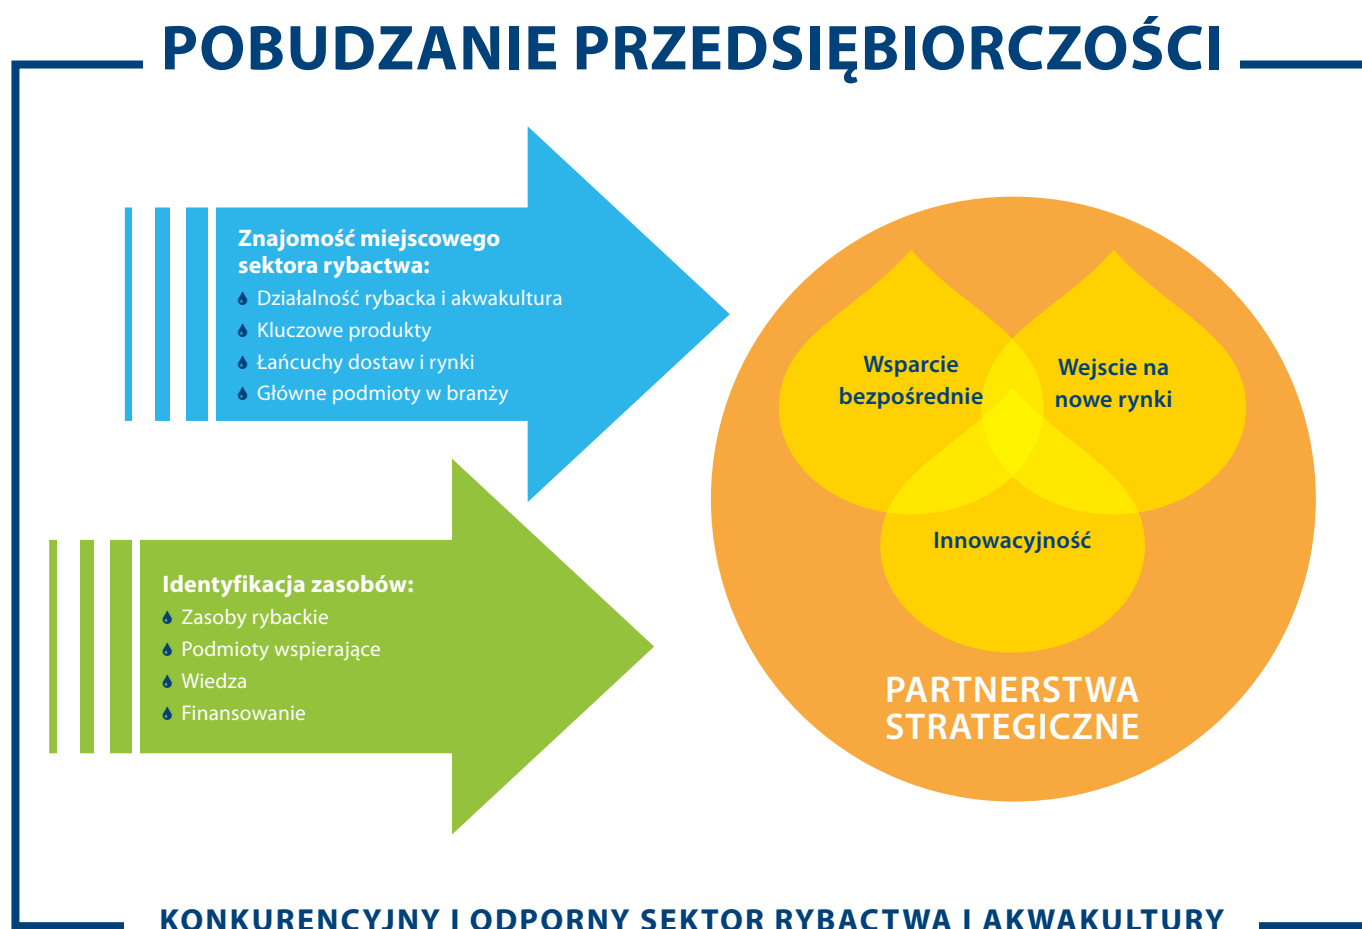 POBUDZANIE PRZEDSIĘBIORCZOŚCI
Znajomość miejscowego
sektora rybactwa:
Działalność rybacka i akwakultura
Kluczowe produkty
Łańcuchy dostaw i rynki
Główne podmioty w branży
Identyfikacja zasobów:
Zasoby rybackie
Podmioty wspierające
Wiedza
Finansowanie
Wsparcie
bezpośrednie
Wejscie na
nowe rynki
Innowacyjność
PARTNERSTWA
STRATEGICZNE
KONKURENCYJNY I ODPORNY SEKTOR RYBACTWA I AKWAKULTURY